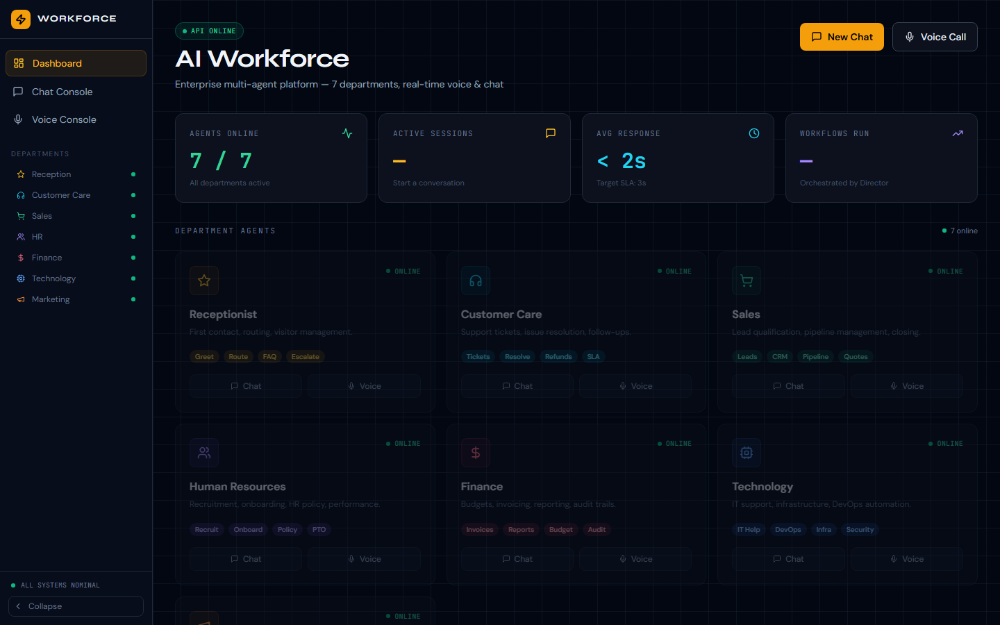 WORKFORCE
Dashboard
Chat Console
Voice Console
DEPARTMENTS
Reception
Customer Care
Sales
HR
Finance
Technology
Marketing
ALL SYSTEMS NOMINAL
Collapse
API ONLINE
AI Workforce
Enterprise multi-agent platform — 7 departments, real-time voice & chat
New Chat
Voice Call
AGENTS ONLINE
7 / 7
All departments active
ACTIVE SESSIONS
—
Start a conversation
AVG RESPONSE
< 2s
Target SLA: 3s
WORKFLOWS RUN
—
Orchestrated by Director
DEPARTMENT AGENTS
7 online
ONLINE
Receptionist
First contact, routing, visitor management.
Greet Route FAQ Escalate
Chat Voice
ONLINE
Customer Care
Support tickets, issue resolution, follow-ups.
Tickets Resolve Refunds SLA
Chat Voice
ONLINE
Sales
Lead qualification, pipeline management, closing.
Leads CRM Pipeline Quotes
Chat Voice
ONLINE
Human Resources
Recruitment, onboarding, HR policy, performance.
Recruit Onboard Policy PTO
Chat Voice
ONLINE
Finance
Budgets, invoicing, reporting, audit trails.
Invoices Reports Budget Audit
Chat Voice
ONLINE
Technology
IT support, infrastructure, DevOps automation.
IT Help DevOps Infra Security
Chat Voice
ONLINE